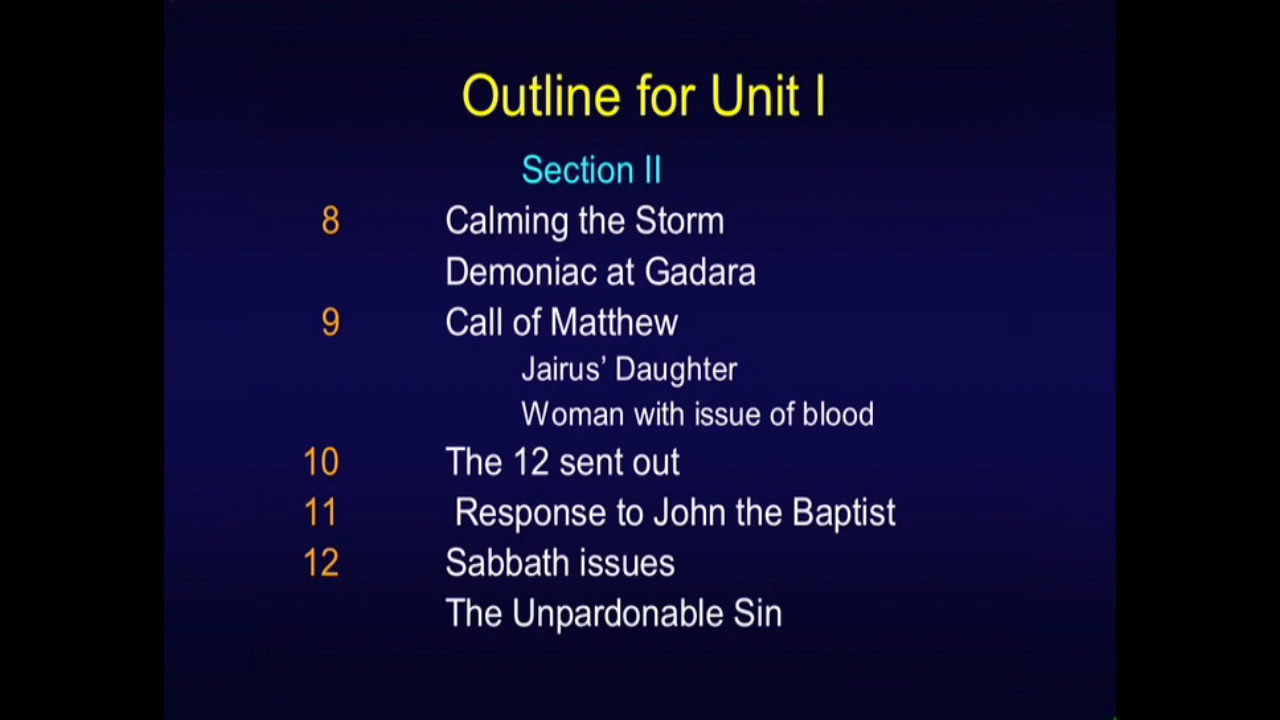 Outline for Unit I
Section II
8 Calming the Storm
Demoniac at Gadara
9 Call of Matthew
Jairus’ Daughter
Woman with issue of blood
10 The 12 sent out
11 Response to John the Baptist
12 Sabbath issues
The Unpardonable Sin